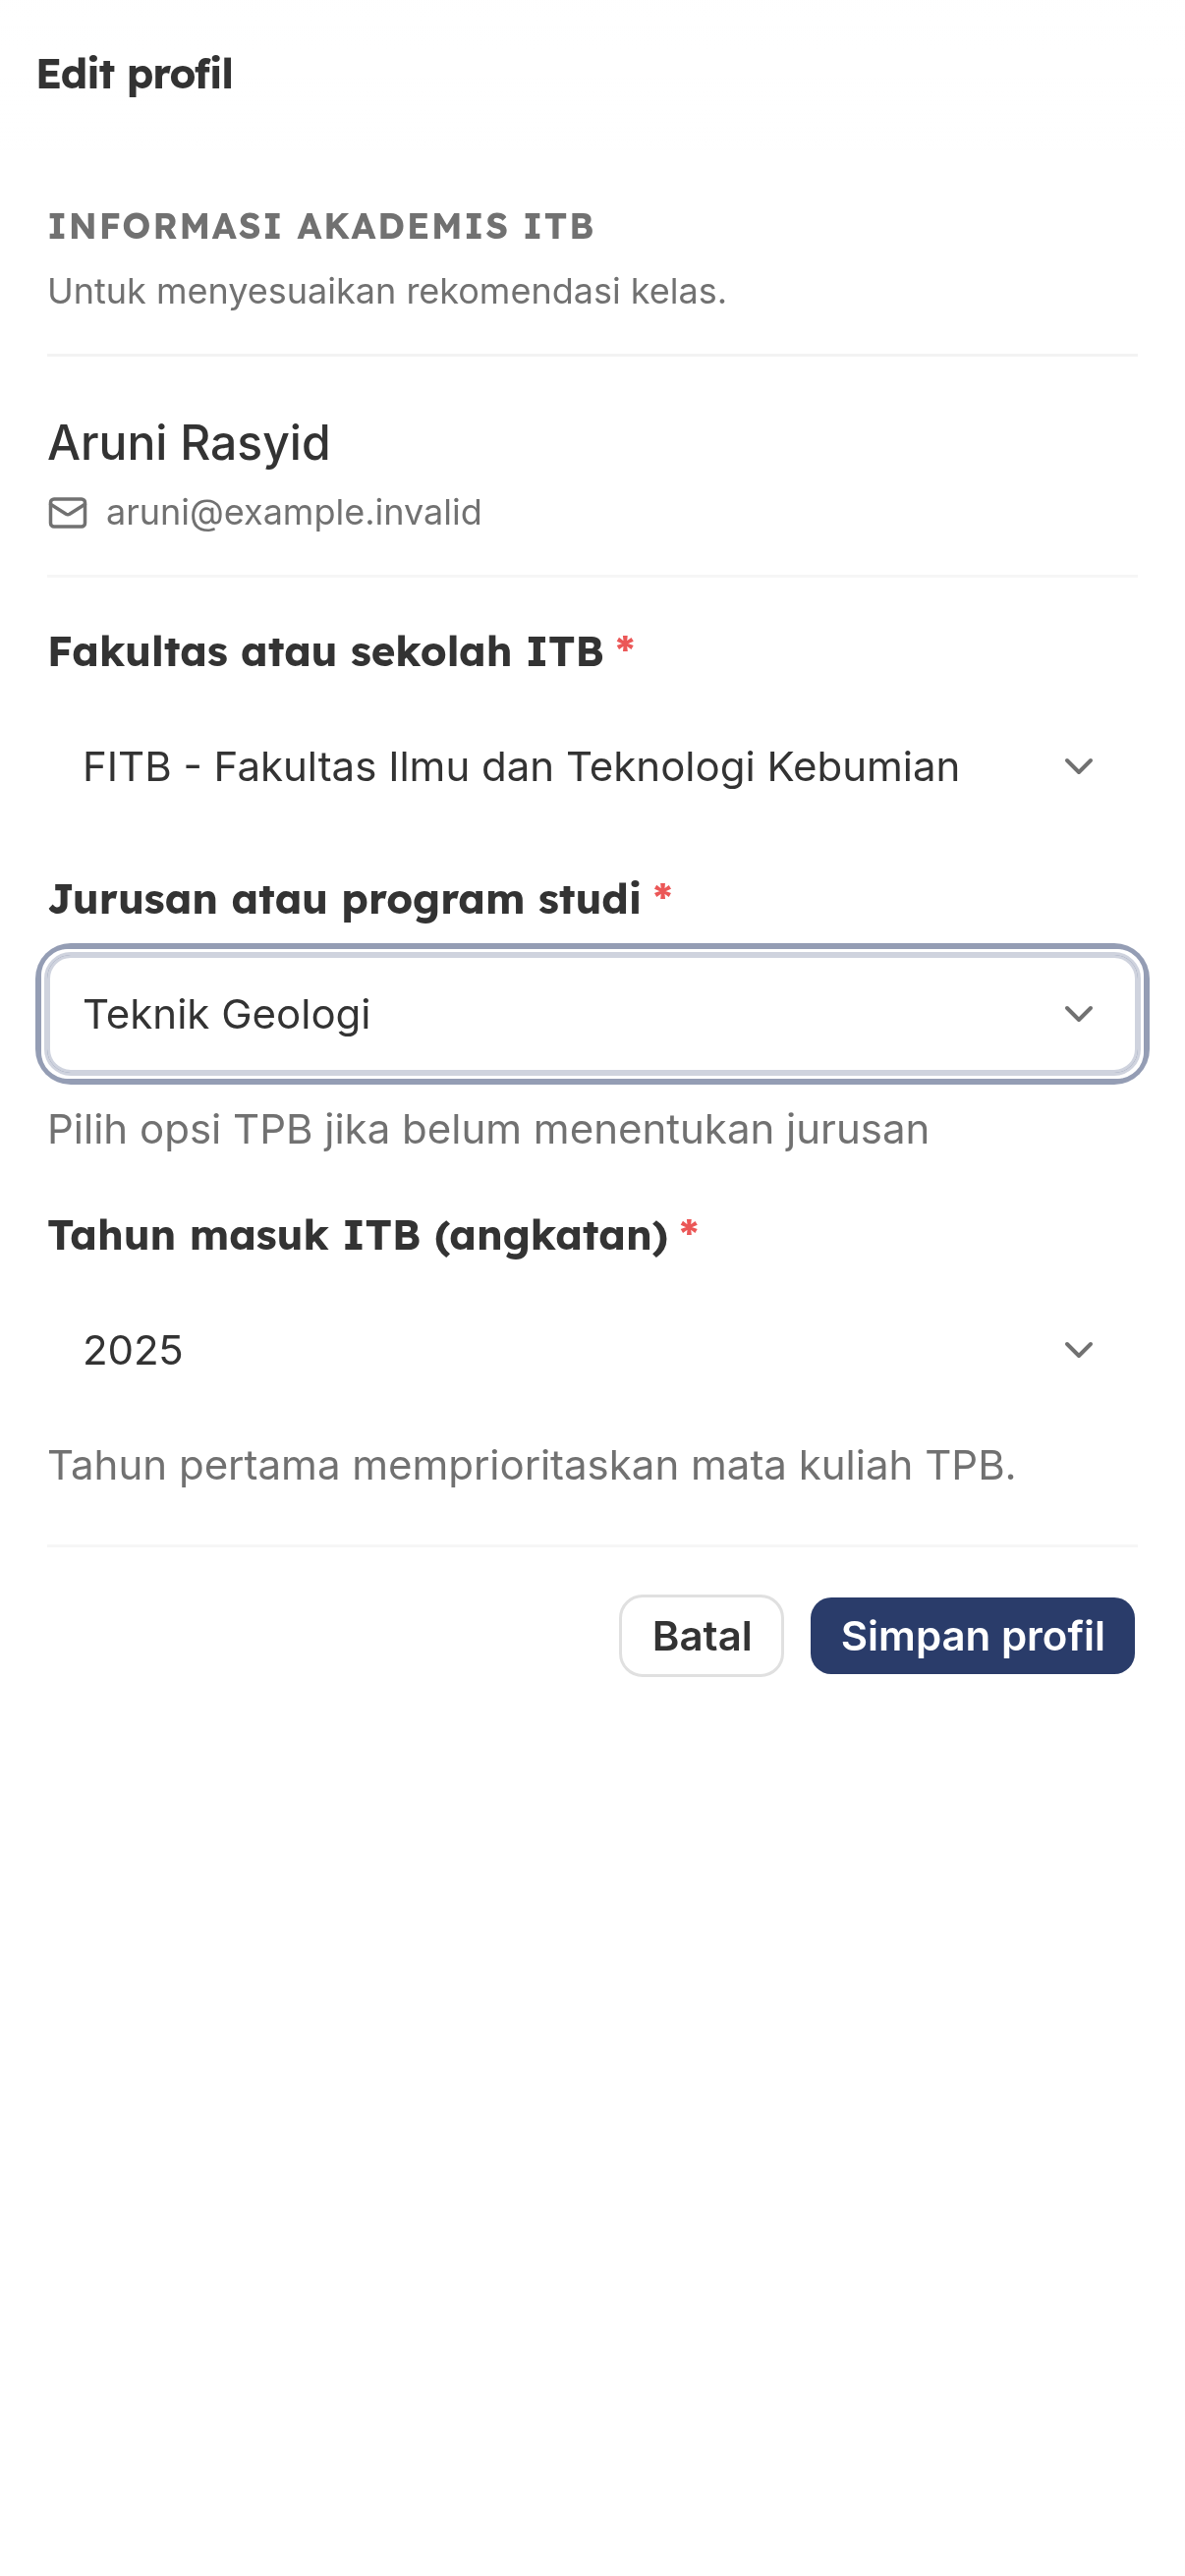 Edit profil
INFORMASI AKADEMIS ITB
Untuk menyesuaikan rekomendasi kelas.
Aruni Rasyid
aruni@example.invalid
Fakultas atau sekolah ITB *
FITB - Fakultas Ilmu dan Teknologi Kebumian
Jurusan atau program studi *
Teknik Geologi
Pilih opsi TPB jika belum menentukan jurusan
Tahun masuk ITB (angkatan) *
2025
Tahun pertama memprioritaskan mata kuliah TPB.
Batal
Simpan profil